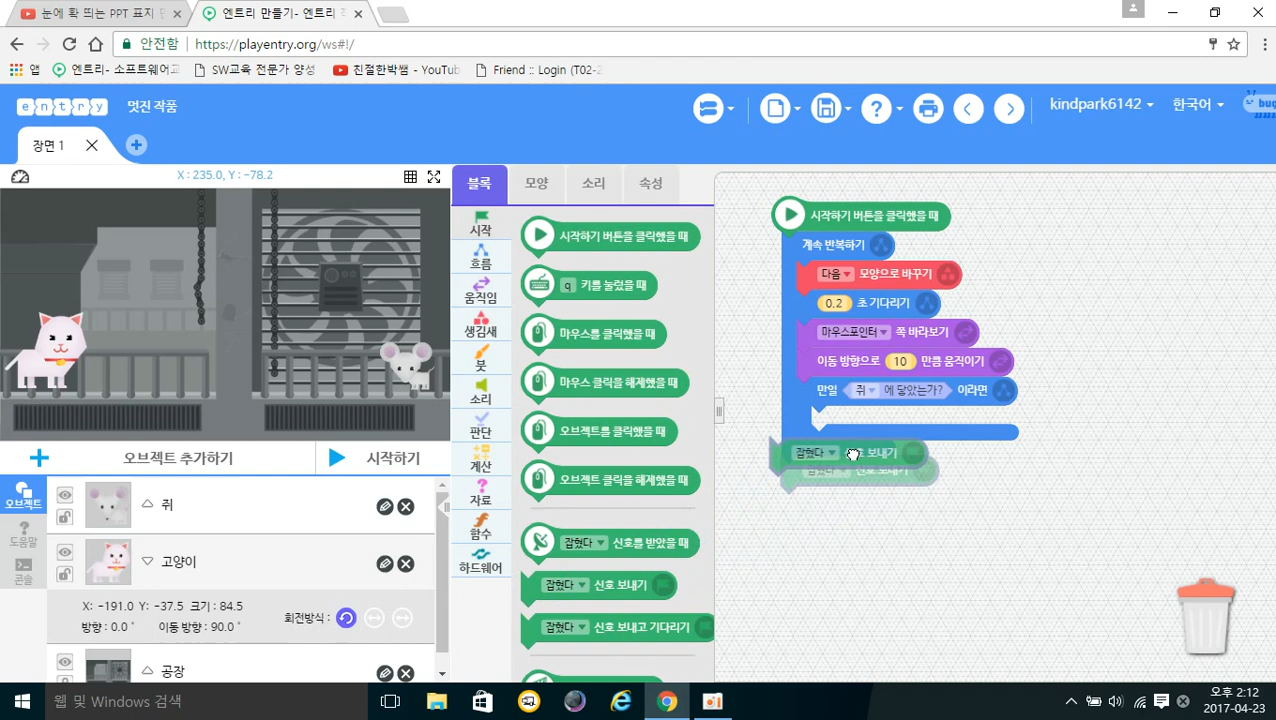 눈에 확 띄는 PPT 표지 만
엔트리 만들기- 엔트리 직
안전함 https://playentry.org/ws#!/
앱 엔트리- 소프트웨어교 SW교육 전문가 양성 친절한박쌤 - YouTub Friend :: Login (T02-2
entry 멋진 작품 kindpark6142 한국어 bug
장면 1
X : 235.0, Y : -78.2
블록 모양 소리 속성
시작
흐름
움직임
생김새
붓
소리
판단
계산
자료
함수
하드웨어
시작하기 버튼을 클릭했을 때
q 키를 눌렀을 때
마우스를 클릭했을 때
마우스 클릭을 해제했을 때
오브젝트를 클릭했을 때
오브젝트 클릭을 해제했을 때
잡혔다 신호를 받았을 때
잡혔다 신호 보내기
잡혔다 신호 보내고 기다리기
시작하기 버튼을 클릭했을 때
계속 반복하기
다음 모양으로 바꾸기
0.2 초 기다리기
마우스포인터 쪽 바라보기
이동 방향으로 10 만큼 움직이기
만일 쥐 에 닿았는가? 이라면
잡혔다 호 보내기
잡혔다 신호 보내기
오브젝트 추가하기 시작하기
오브젝트
도움말
콘솔
쥐
고양이
X: -191.0 Y: -37.5 크기 : 84.5
방향 : 0.0° 이동 방향 : 90.0°
회전방식 :
공장
웹 및 Windows 검색
오후 2:12
2017-04-23